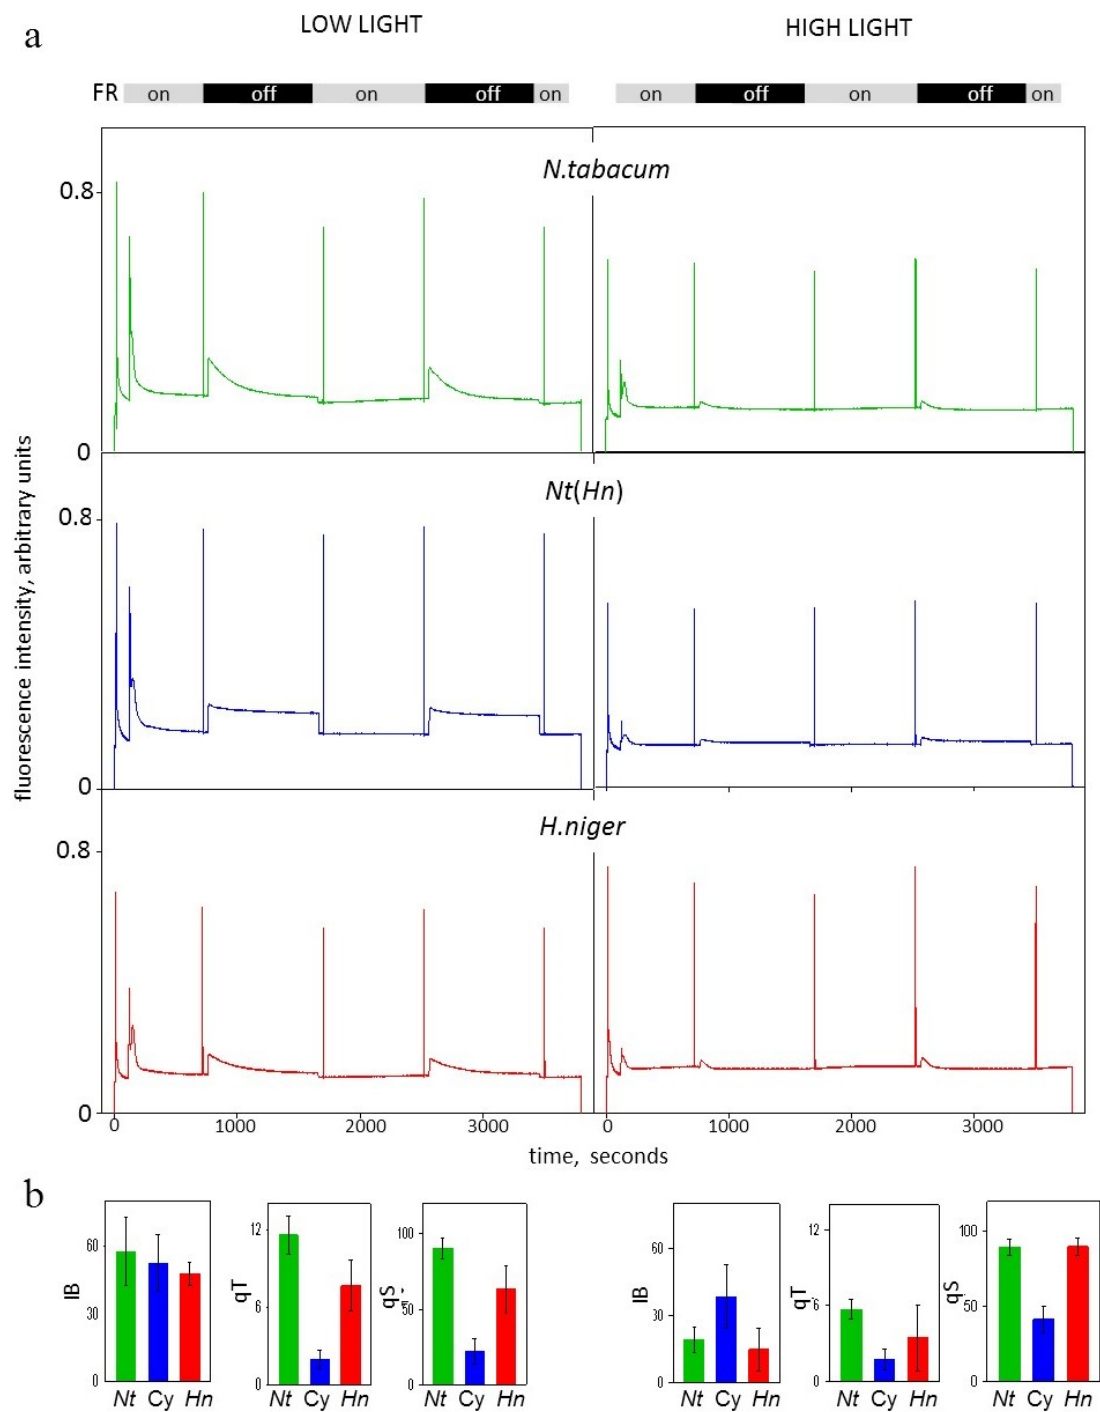 a
LOW LIGHT
HIGH LIGHT
FR on off on off on
on off on off on
N.tabacum
0.8
0
Nt(Hn)
0.8
0
H.niger
0.8
0
fluorescence intensity, arbitrary units
0 1000 2000 3000
0 1000 2000 3000
time, seconds
b
IB 60 30 0
Nt Cy Hn
qT 12 6 0
Nt Cy Hn
qS 100 50 0
Nt Cy Hn
IB 60 30 0
Nt Cy Hn
qT 12 6 0
Nt Cy Hn
qS 100 50 0
Nt Cy Hn